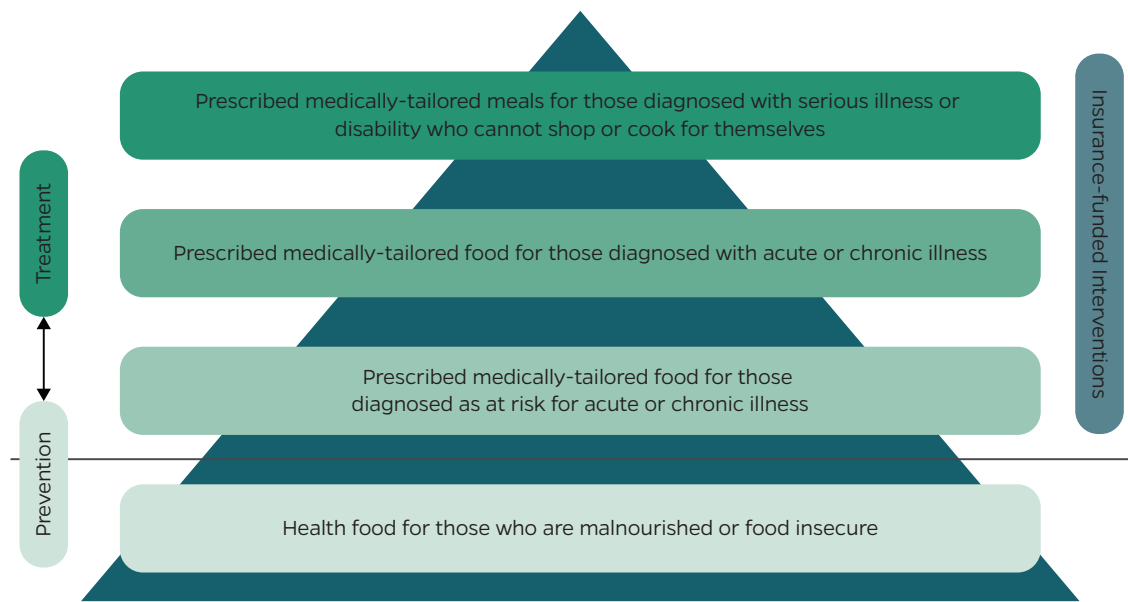 Prescribed medically-tailored meals for those diagnosed with serious illness or
disability who cannot shop or cook for themselves
Prescribed medically-tailored food for those diagnosed with acute or chronic illness
Prescribed medically-tailored food for those
diagnosed as at risk for acute or chronic illness
Health food for those who are malnourished or food insecure
Treatment
Prevention
Insurance-funded Interventions